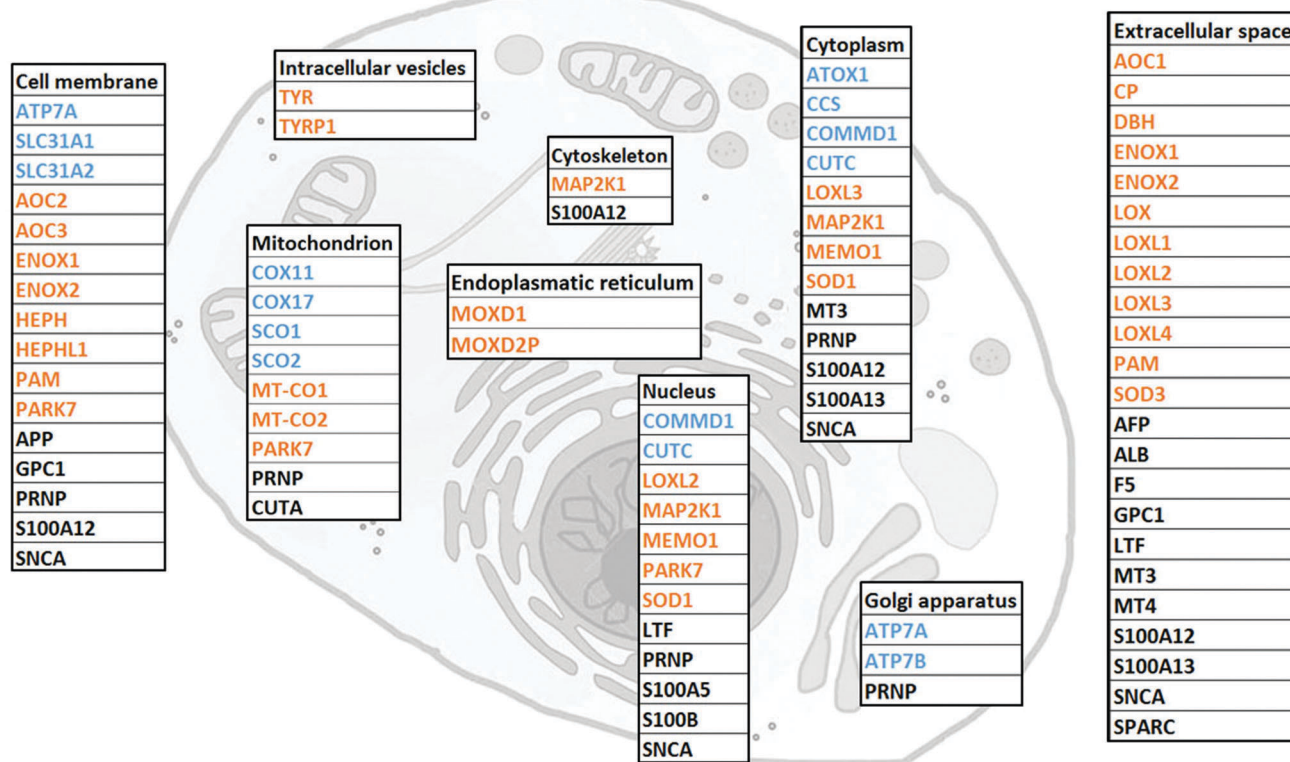 Cell membrane
ATP7A
SLC31A1
SLC31A2
AOC2
AOC3
ENOX1
ENOX2
HEPH
HEPHL1
PAM
PARK7
APP
GPC1
PRNP
S100A12
SNCA
Intracellular vesicles
TYR
TYRP1
Mitochondrion
COX11
COX17
SCO1
SCO2
MT-CO1
MT-CO2
PARK7
PRNP
CUTA
Cytoskeleton
MAP2K1
S100A12
Endoplasmatic reticulum
MOXD1
MOXD2P
Nucleus
COMMD1
CUTC
LOXL2
MAP2K1
MEMO1
PARK7
SOD1
LTF
PRNP
S100A5
S100B
SNCA
Cytoplasm
ATOX1
CCS
COMMD1
CUTC
LOXL3
MAP2K1
MEMO1
SOD1
MT3
PRNP
S100A12
S100A13
SNCA
Golgi apparatus
ATP7A
ATP7B
PRNP
Extracellular space
AOC1
CP
DBH
ENOX1
ENOX2
LOX
LOXL1
LOXL2
LOXL3
LOXL4
PAM
SOD3
AFP
ALB
F5
GPC1
LTF
MT3
MT4
S100A12
S100A13
SNCA
SPARC